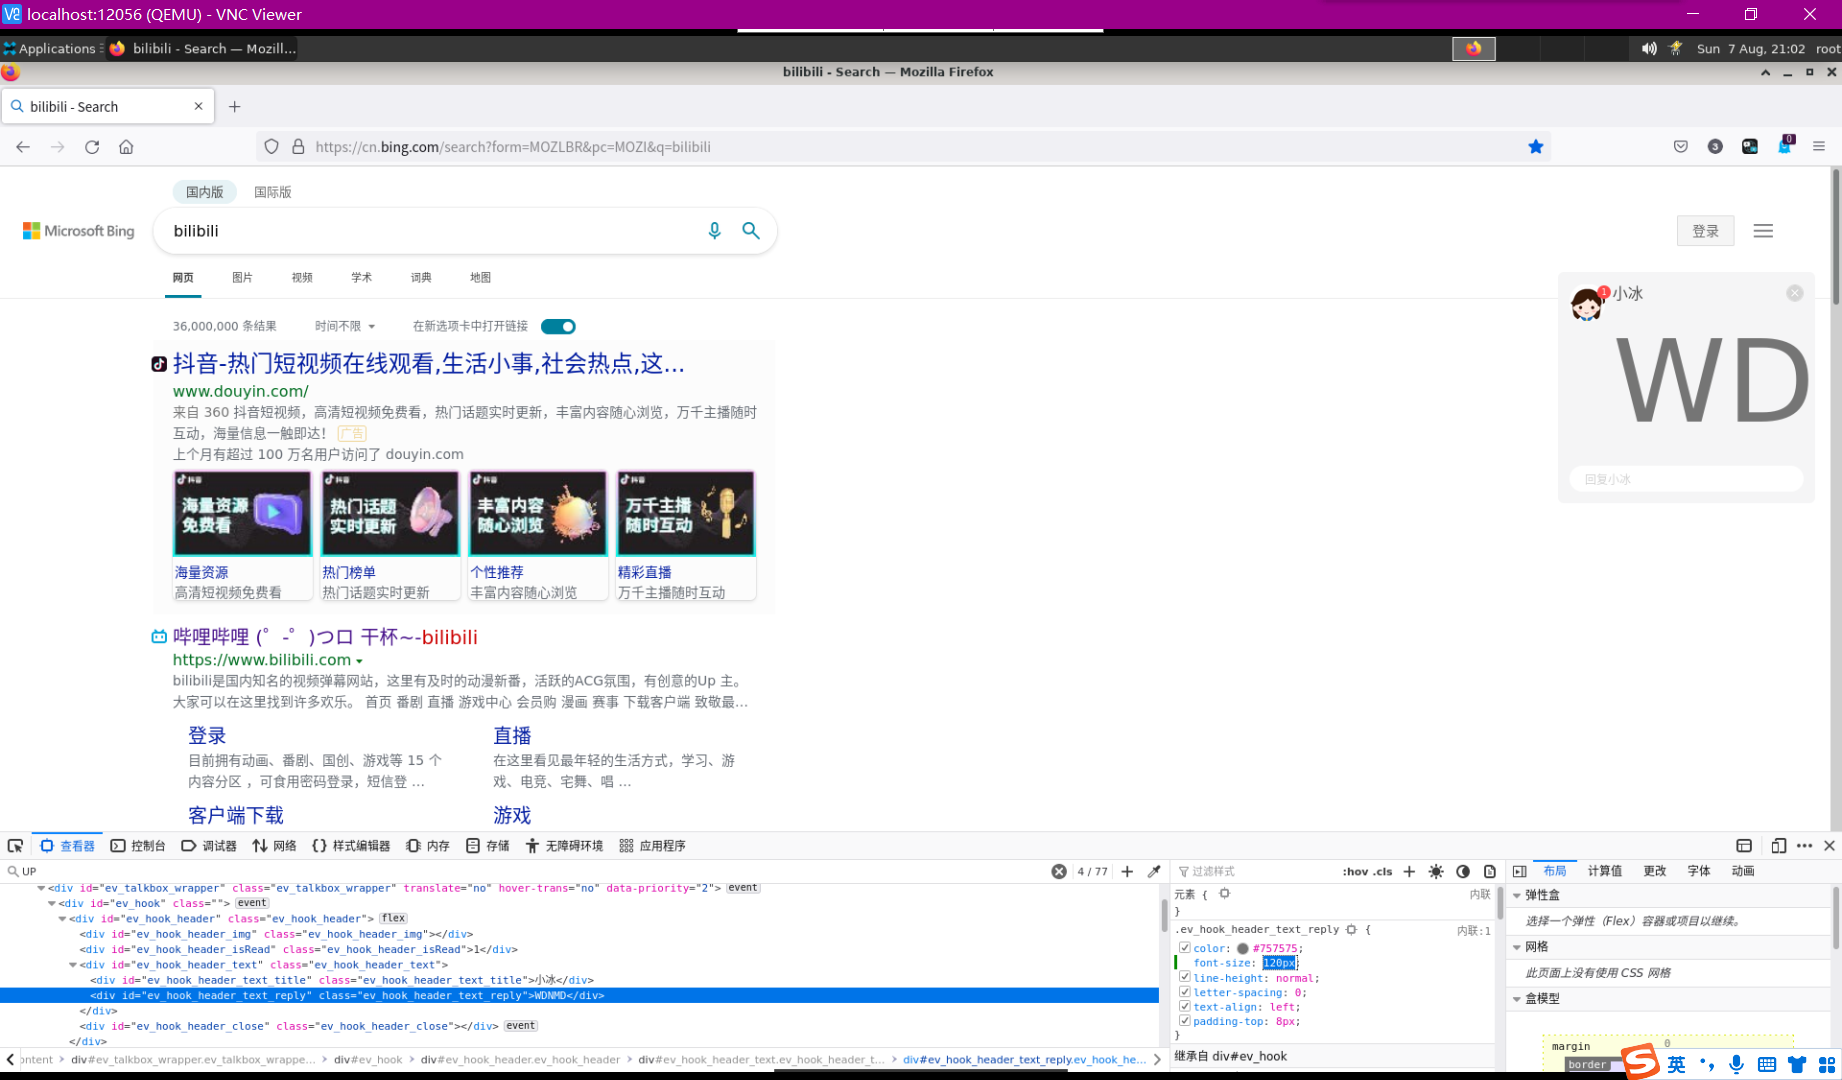 localhost:12056 (QEMU) - VNC Viewer
Applications
bilibili - Search — Mozill...
Sun 7 Aug, 21:02 root
bilibili - Search — Mozilla Firefox
bilibili - Search
https://cn.bing.com/search?form=MOZLBR&pc=MOZI&q=bilibili
3
0
国内版 国际版
Microsoft Bing
bilibili
登录
网页 图片 视频 学术 词典 地图
36,000,000 条结果 时间不限 在新选项卡中打开链接
1 小冰
WD
回复小冰
抖音-热门短视频在线观看,生活小事,社会热点,这...
www.douyin.com/
来自 360 抖音短视频，高清短视频免费看，热门话题实时更新，丰富内容随心浏览，万千主播随时
互动，海量信息一触即达！ 广告
上个月有超过 100 万名用户访问了 douyin.com
抖音 海量资源 免费看
抖音 热门话题 实时更新
抖音 丰富内容 随心浏览
抖音 万千主播 随时互动
海量资源 热门榜单 个性推荐 精彩直播
高清短视频免费看 热门话题实时更新 丰富内容随心浏览 万千主播随时互动
哔哩哔哩 (゜-゜)つロ 干杯~-bilibili
https://www.bilibili.com
bilibili是国内知名的视频弹幕网站，这里有及时的动漫新番，活跃的ACG氛围，有创意的Up 主。
大家可以在这里找到许多欢乐。 首页 番剧 直播 游戏中心 会员购 漫画 赛事 下载客户端 致敬最...
登录 直播
目前拥有动画、番剧、国创、游戏等 15 个 在这里看见最年轻的生活方式，学习、游
内容分区 ，可食用密码登录，短信登 ... 戏、电竞、宅舞、唱 ...
客户端下载 游戏
查看器 控制台 调试器 网络 样式编辑器 内存 存储 无障碍环境 应用程序
UP 4 / 77
过滤样式 :hov .cls
布局 计算值 更改 字体 动画
<div id="ev_talkbox_wrapper" class="ev_talkbox_wrapper" translate="no" hover-trans="no" data-priority="2"> event
<div id="ev_hook" class=""> event
<div id="ev_hook_header" class="ev_hook_header"> flex
<div id="ev_hook_header_img" class="ev_hook_header_img"></div>
<div id="ev_hook_header_isRead" class="ev_hook_header_isRead">1</div>
<div id="ev_hook_header_text" class="ev_hook_header_text">
<div id="ev_hook_header_text_title" class="ev_hook_header_text_title">小冰</div>
<div id="ev_hook_header_text_reply" class="ev_hook_header_text_reply">WDNMD</div>
</div>
<div id="ev_hook_header_close" class="ev_hook_header_close"></div> event
</div>
ontent div#ev_talkbox_wrapper.ev_talkbox_wrappe... div#ev_hook div#ev_hook_header.ev_hook_header div#ev_hook_header_text.ev_hook_header_t... div#ev_hook_header_text_reply.ev_hook_he...
元素 { 内联
}
.ev_hook_header_text_reply { 内联:1
color: #757575;
font-size: 120px;
line-height: normal;
letter-spacing: 0;
text-align: left;
padding-top: 8px;
}
继承自 div#ev_hook
弹性盒
选择一个弹性（Flex）容器或项目以继续。
网格
此页面上没有使用 CSS 网格
盒模型
margin 0
border
英